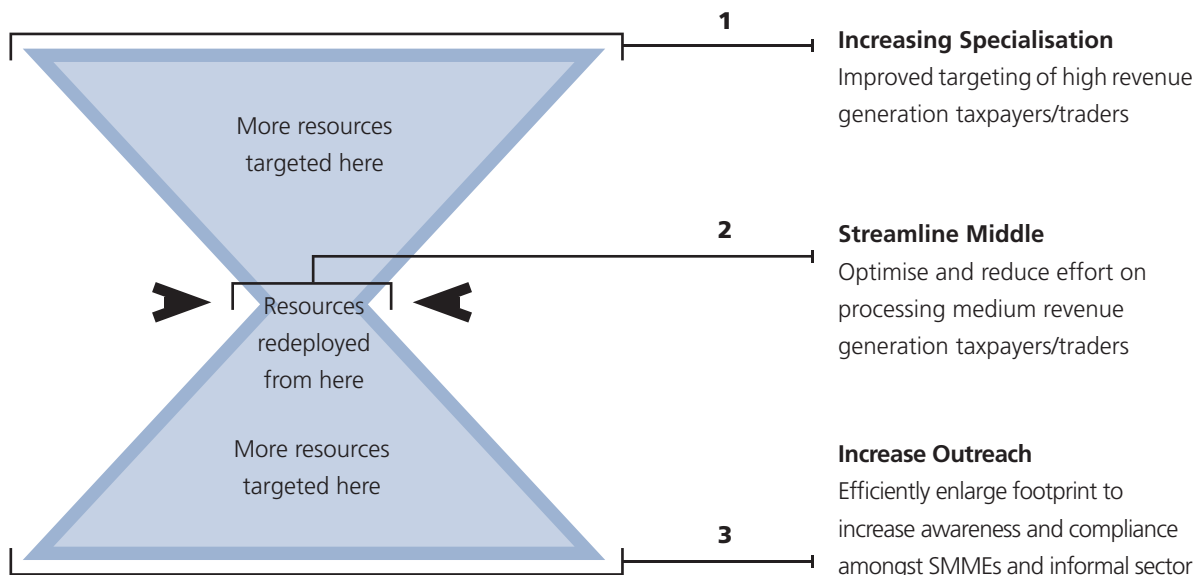 1
Increasing Specialisation
Improved targeting of high revenue
generation taxpayers/traders
More resources
targeted here
2
Streamline Middle
Optimise and reduce effort on
processing medium revenue
generation taxpayers/traders
Resources
redeployed
from here
More resources
targeted here
3
Increase Outreach
Efficiently enlarge footprint to
increase awareness and compliance
amongst SMMEs and informal sector